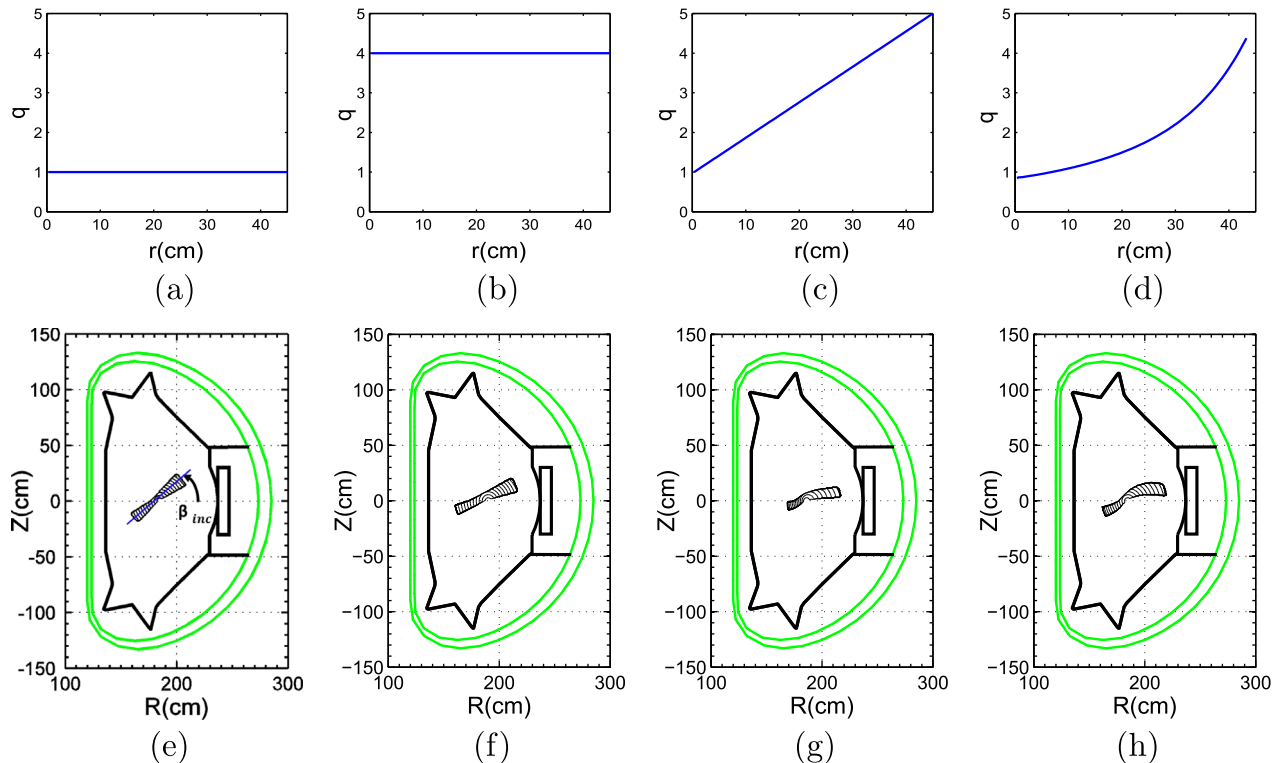 5
4
3
2
1
0
q
0 10 20 30 40
r(cm)
(a)
5
4
3
2
1
0
q
0 10 20 30 40
r(cm)
(b)
5
4
3
2
1
0
q
0 10 20 30 40
r(cm)
(c)
5
4
3
2
1
0
q
0 10 20 30 40
r(cm)
(d)
150
100
50
0
-50
-100
-150
Z(cm)
β inc
100 200 300
R(cm)
(e)
150
100
50
0
−50
−100
−150
Z(cm)
100 200 300
R(cm)
(f)
150
100
50
0
−50
−100
−150
Z(cm)
100 200 300
R(cm)
(g)
150
100
50
0
−50
−100
−150
Z(cm)
100 200 300
R(cm)
(h)